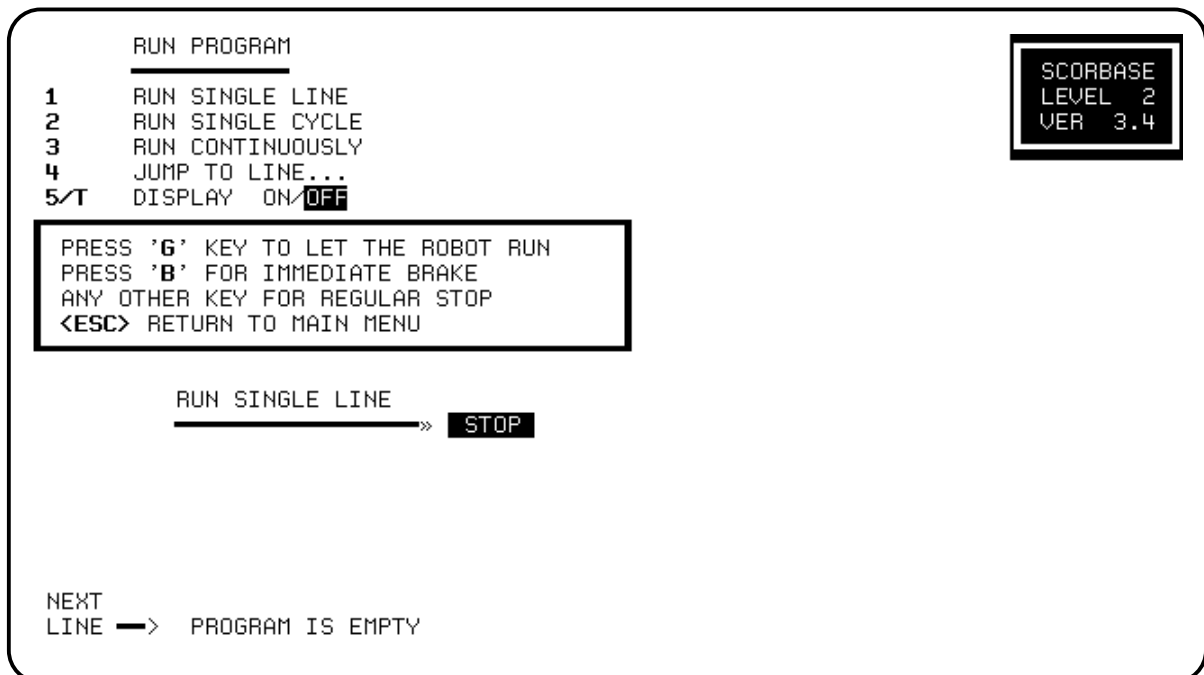 RUN PROGRAM
1 RUN SINGLE LINE
2 RUN SINGLE CYCLE
3 RUN CONTINUOUSLY
4 JUMP TO LINE...
5/T DISPLAY ON/OFF
SCORBASE
LEVEL 2
VER 3.4
PRESS 'G' KEY TO LET THE ROBOT RUN
PRESS 'B' FOR IMMEDIATE BRAKE
ANY OTHER KEY FOR REGULAR STOP
<ESC> RETURN TO MAIN MENU
RUN SINGLE LINE
» STOP
NEXT
LINE —> PROGRAM IS EMPTY